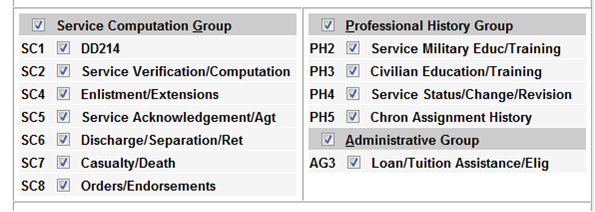 Service Computation Group
SC1 DD214
SC2 Service Verification/Computation
SC4 Enlistment/Extensions
SC5 Service Acknowledgement/Agt
SC6 Discharge/Separation/Ret
SC7 Casualty/Death
SC8 Orders/Endorsements
Professional History Group
PH2 Service Military Educ/Training
PH3 Civilian Education/Training
PH4 Service Status/Change/Revision
PH5 Chron Assignment History
Administrative Group
AG3 Loan/Tuition Assistance/Elig